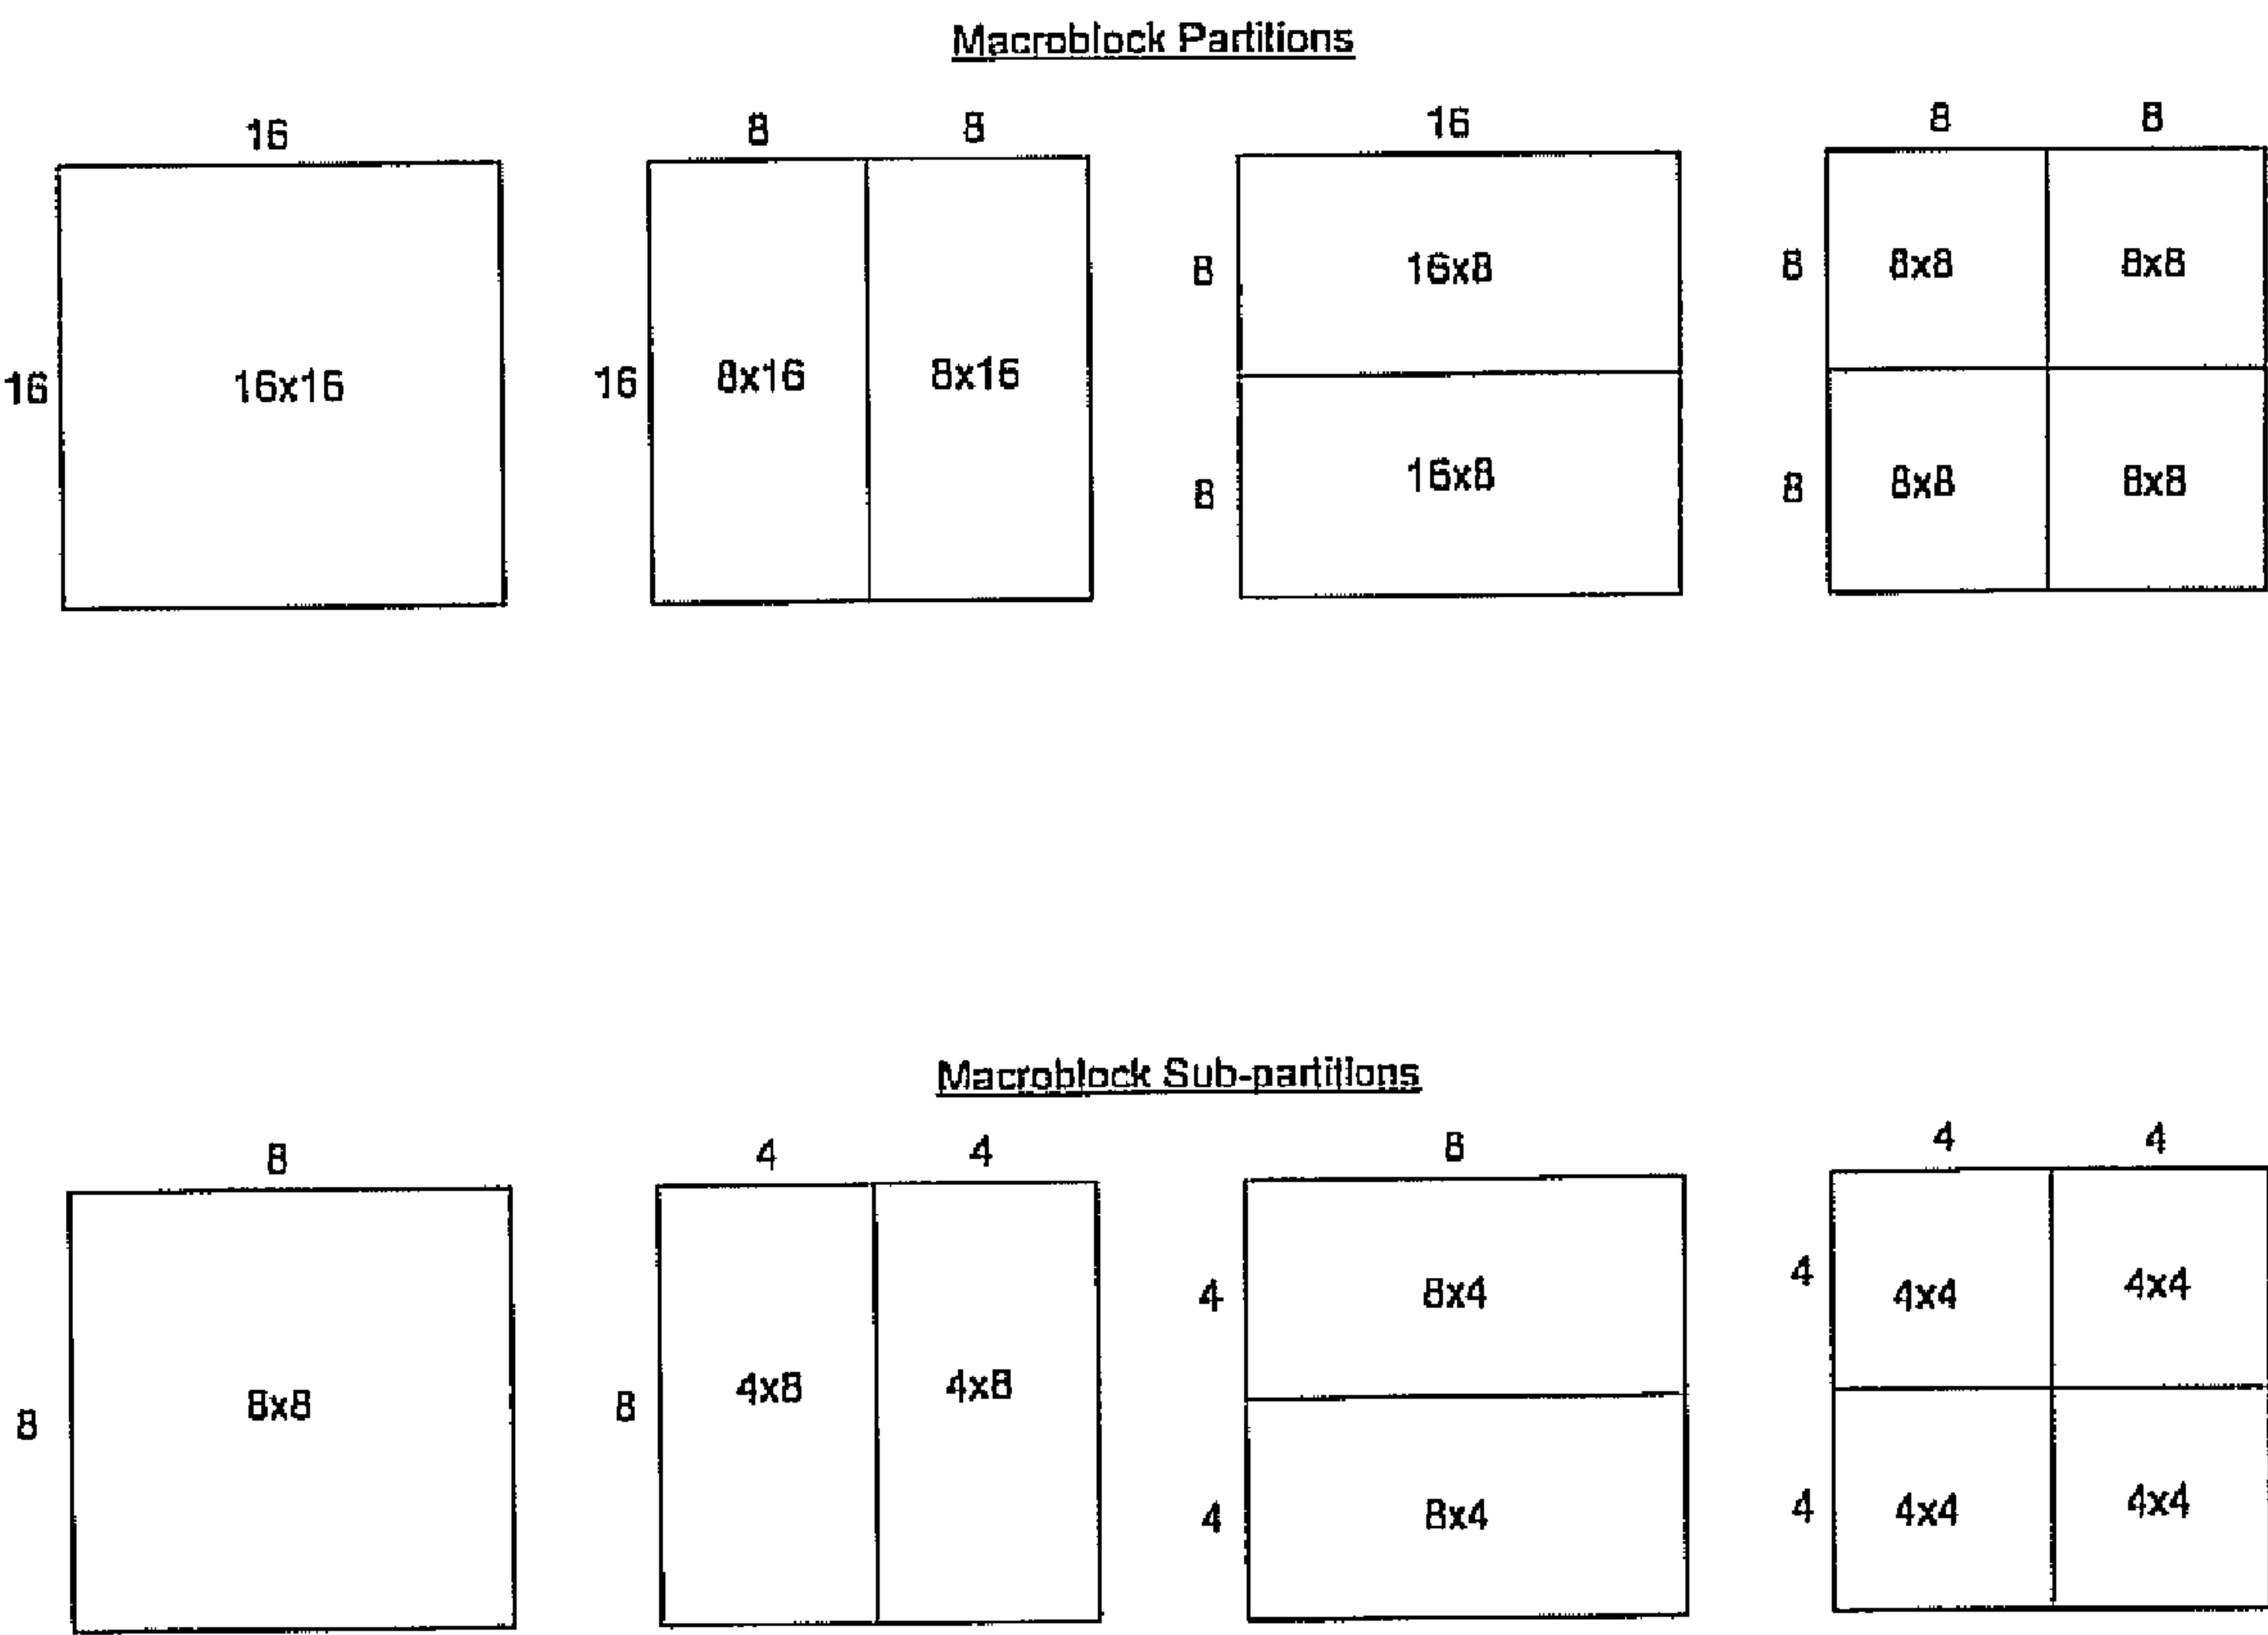 Macroblock Partitions
16 8 8 16 8 8
8 16x8 8 8x8 8x8
16 16x16 16 8x16 8x16
8 16x8 8 8x8 8x8
Macroblock Sub-partitions
8 4 4 8 4 4
4 8x4 4 4x4 4x4
8 8x8 8 4x8 4x8
4 8x4 4 4x4 4x4